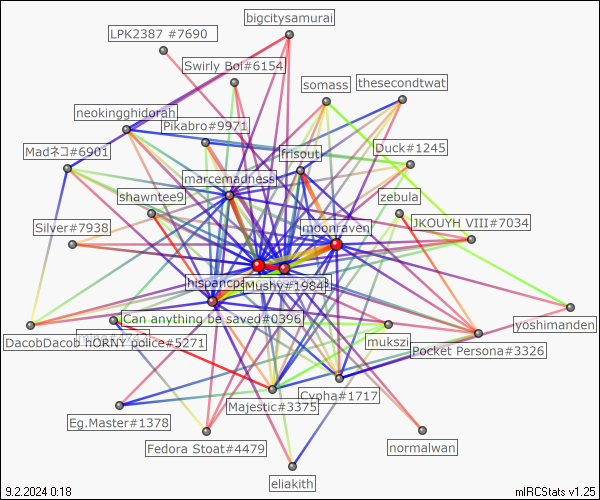 bigcitysamurai
LPK2387 #7690
Swirly Boi#6154
thesecondtwat
somass
neokingghidorah
Pikabro#9971
Duck#1245
Madネコ#6901
frisout
marcemadness
shawntee9
zebula
JKOUYH VIII#7034
Silver#7938
moonraven
Mushy#1984
Can anything be saved#0396
yoshimanden
DacobDacob HORNY police#5271
mukszi
Pocket Persona#3326
Cypha#1717
Majestic#3375
Eg.Master#1378
Fedora Stoat#4479
normalwan
eliakith
9.2.2024 0:18
mIRCStats v1.25